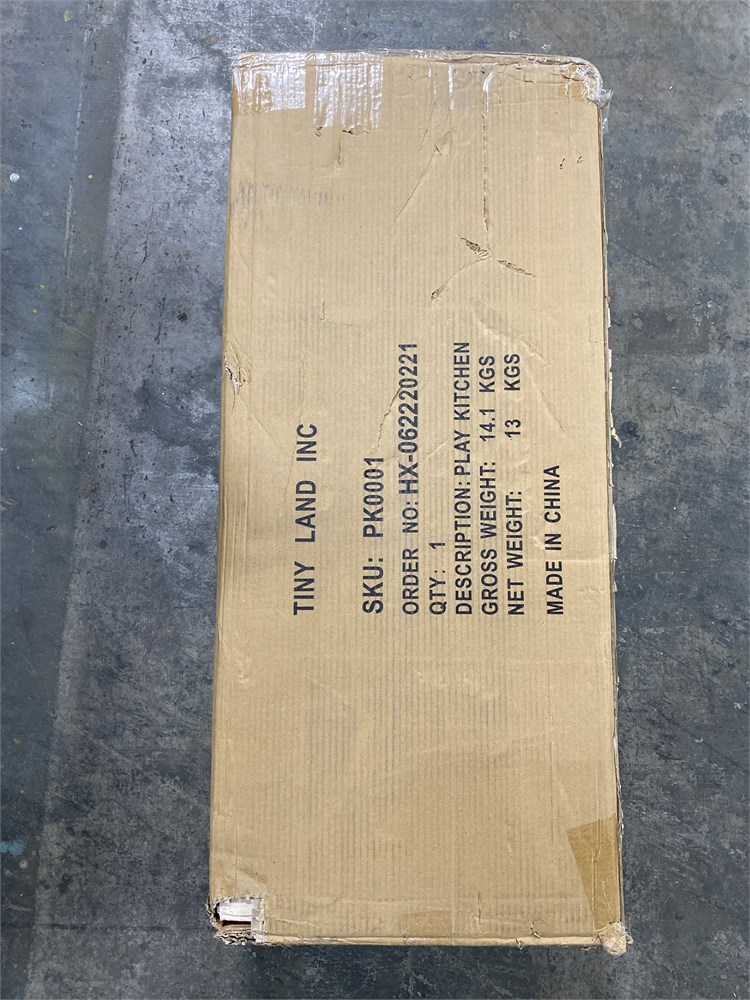 TINY LAND INC
SKU: PK0001
ORDER NO: HX-062220221
QTY: 1
DESCRIPTION: PLAY KITCHEN
GROSS WEIGHT: 14.1 KGS
NET WEIGHT: 13 KGS
MADE IN CHINA